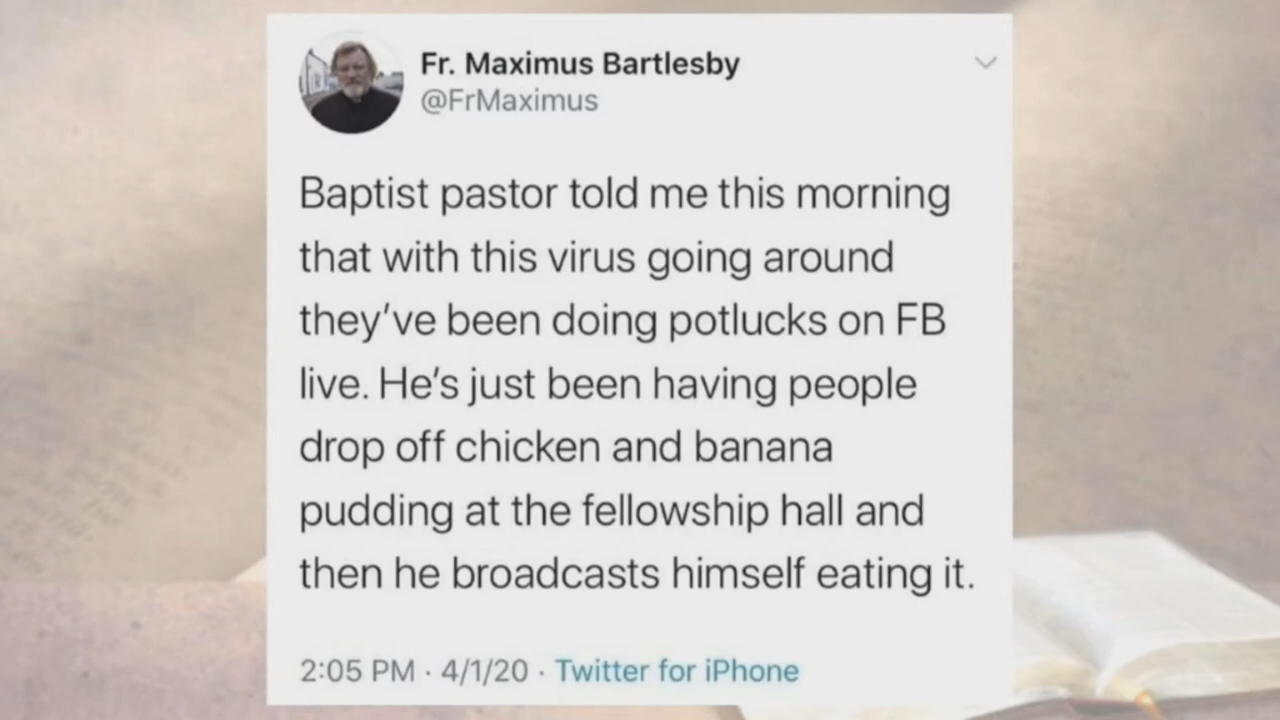 Fr. Maximus Bartlesby
@FrMaximus
Baptist pastor told me this morning
that with this virus going around
they've been doing potlucks on FB
live. He's just been having people
drop off chicken and banana
pudding at the fellowship hall and
then he broadcasts himself eating it.
2:05 PM · 4/1/20 · Twitter for iPhone